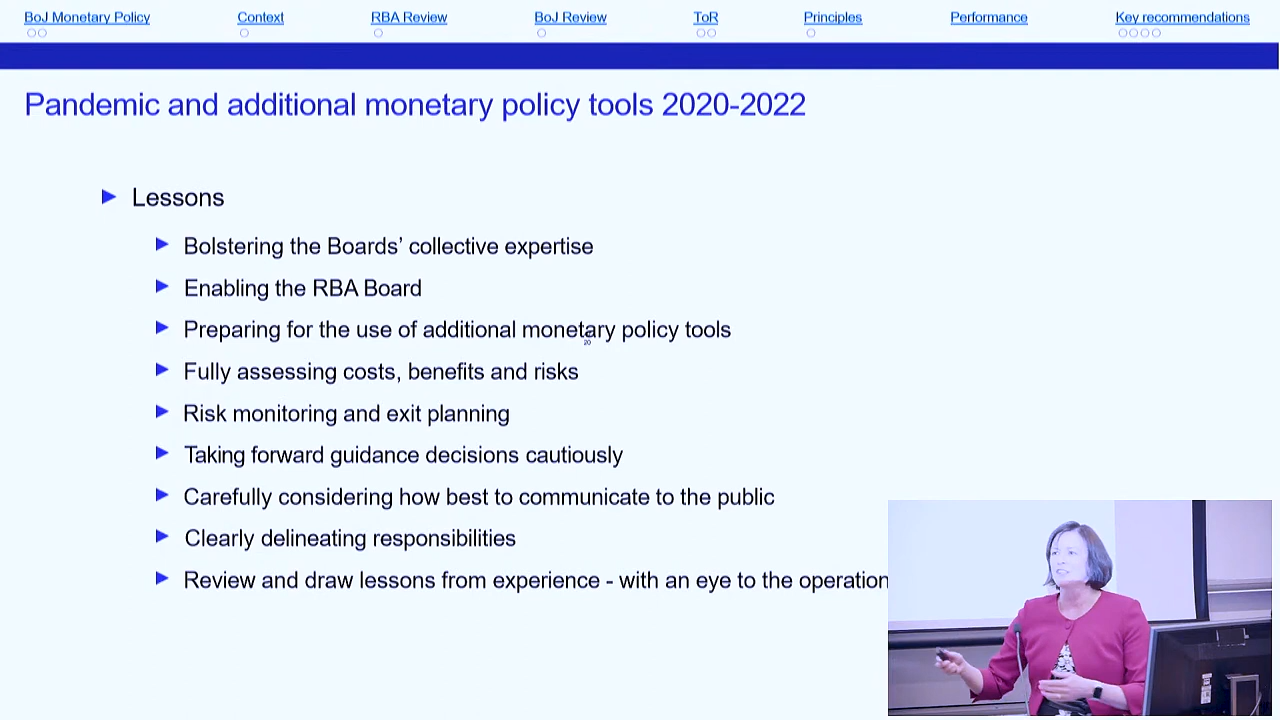 BoJ Monetary Policy Context RBA Review BoJ Review ToR Principles Performance Key recommendations
Pandemic and additional monetary policy tools 2020-2022
Lessons
Bolstering the Boards’ collective expertise
Enabling the RBA Board
Preparing for the use of additional monetary policy tools
20
Fully assessing costs, benefits and risks
Risk monitoring and exit planning
Taking forward guidance decisions cautiously
Carefully considering how best to communicate to the public
Clearly delineating responsibilities
Review and draw lessons from experience - with an eye to the operation